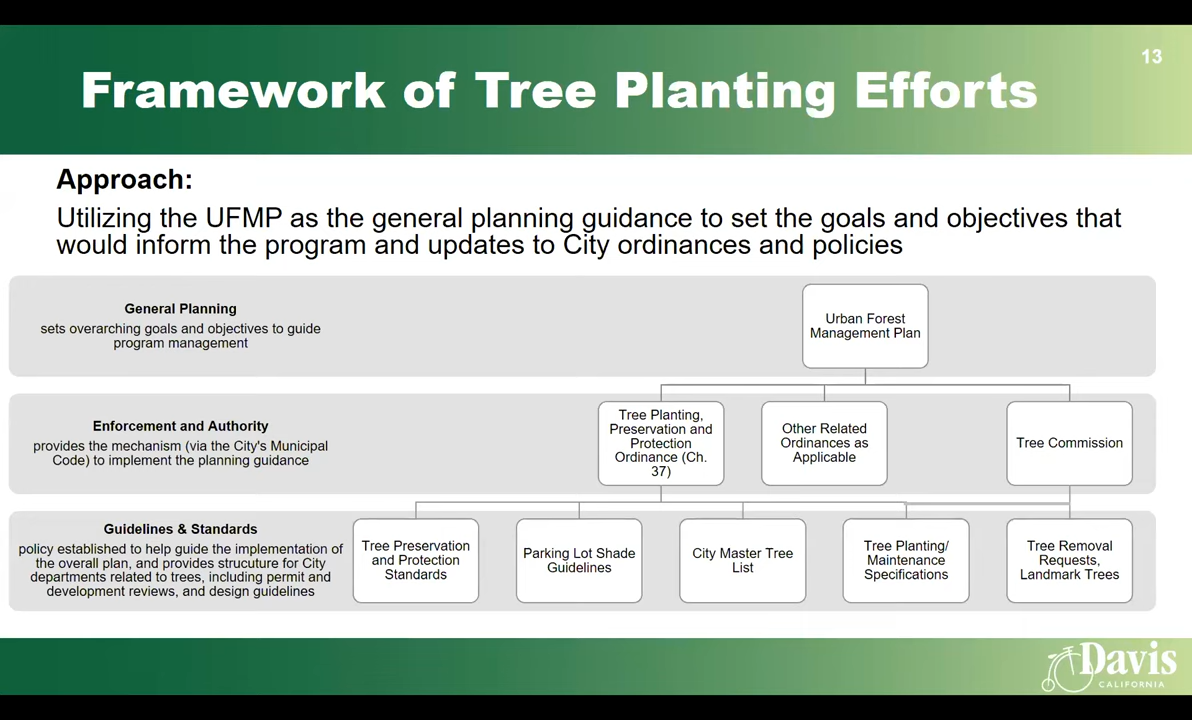 13
Framework of Tree Planting Efforts
Approach:
Utilizing the UFMP as the general planning guidance to set the goals and objectives that
would inform the program and updates to City ordinances and policies
General Planning
sets overarching goals and objectives to guide
program management
Urban Forest
Management Plan
Enforcement and Authority
provides the mechanism (via the City's Municipal
Code) to implement the planning guidance
Tree Planting,
Preservation and
Protection
Ordinance (Ch.
37)
Other Related
Ordinances as
Applicable
Tree Commission
Guidelines & Standards
policy established to help guide the implementation of
the overall plan, and provides strucuture for City
departments related to trees, including permit and
development reviews, and design guidelines
Tree Preservation
and Protection
Standards
Parking Lot Shade
Guidelines
City Master Tree
List
Tree Planting/
Maintenance
Specifications
Tree Removal
Requests,
Landmark Trees
Davis
CALIFORNIA